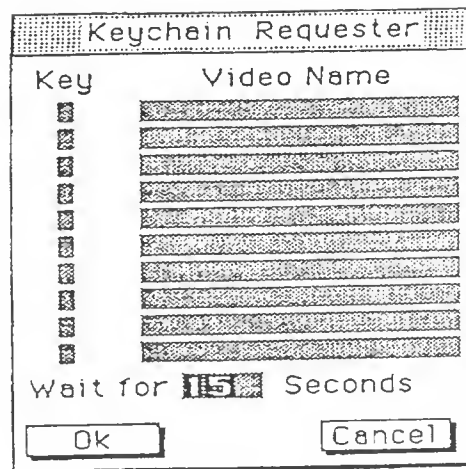 Keychain Requester
Key Video Name
Wait for 15 Seconds
Ok Cancel